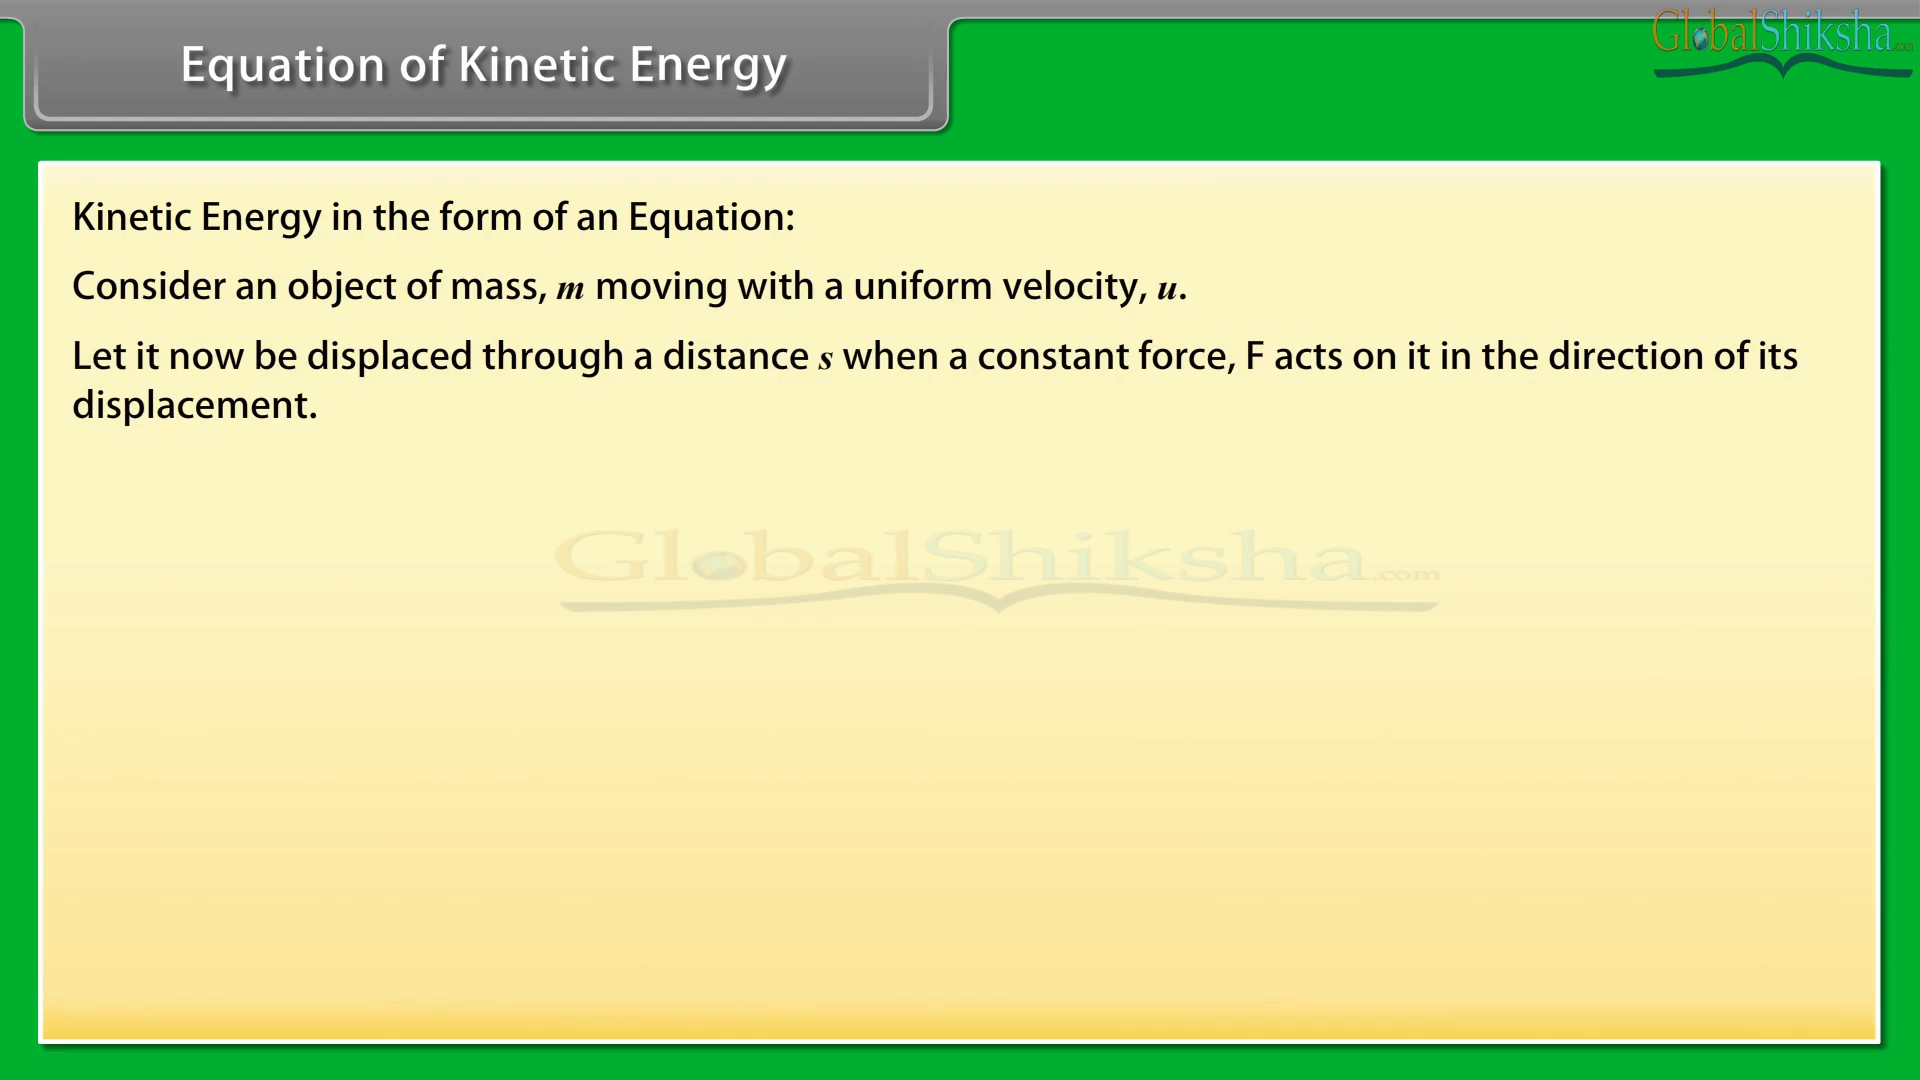 Equation of Kinetic Energy
GlobalShiksha.com
Kinetic Energy in the form of an Equation:
Consider an object of mass, m moving with a uniform velocity, u.
Let it now be displaced through a distance s when a constant force, F acts on it in the direction of its
displacement.
GlobalShiksha.com